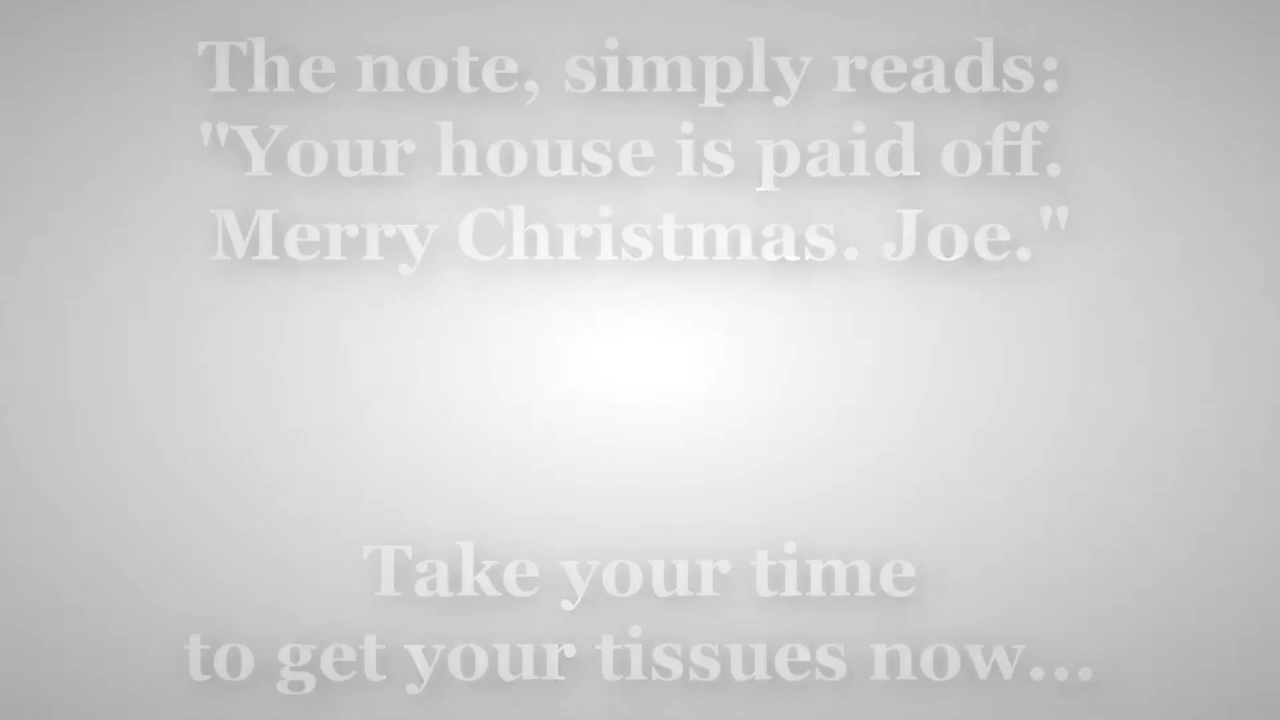 The note, simply reads:
"Your house is paid off.
Merry Christmas. Joe."
Take your time
to get your tissues now...